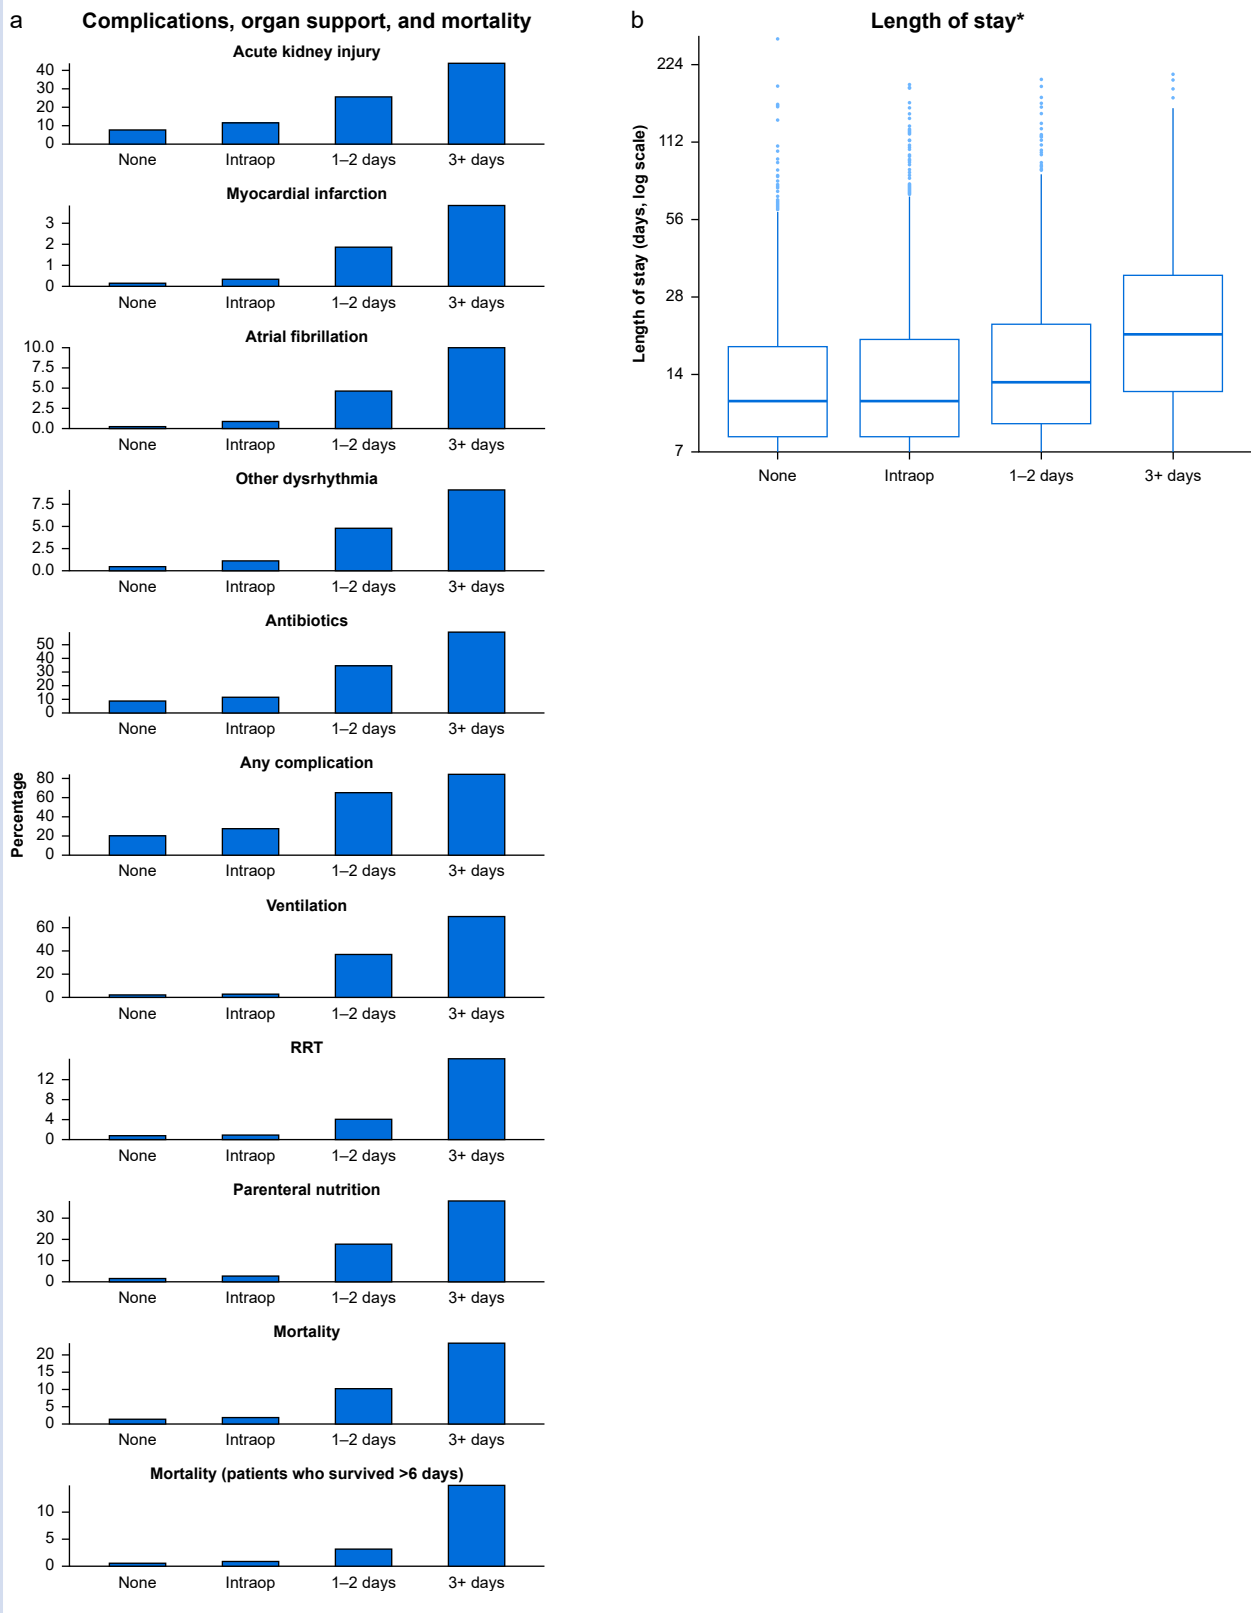 a
Complications, organ support, and mortality
Acute kidney injury
40
30
20
10
0
None Intraop 1–2 days 3+ days
Myocardial infarction
3
2
1
0
None Intraop 1–2 days 3+ days
Atrial fibrillation
10.0
7.5
5.0
2.5
0.0
None Intraop 1–2 days 3+ days
Other dysrhythmia
7.5
5.0
2.5
0.0
None Intraop 1–2 days 3+ days
Antibiotics
50
40
30
20
10
0
None Intraop 1–2 days 3+ days
Any complication
Percentage
80
60
40
20
0
None Intraop 1–2 days 3+ days
Ventilation
60
40
20
0
None Intraop 1–2 days 3+ days
RRT
12
8
4
0
None Intraop 1–2 days 3+ days
Parenteral nutrition
30
20
10
0
None Intraop 1–2 days 3+ days
Mortality
20
15
10
5
0
None Intraop 1–2 days 3+ days
Mortality (patients who survived >6 days)
10
5
0
None Intraop 1–2 days 3+ days
b
Length of stay*
Length of stay (days, log scale)
224
112
56
28
14
7
None Intraop 1–2 days 3+ days